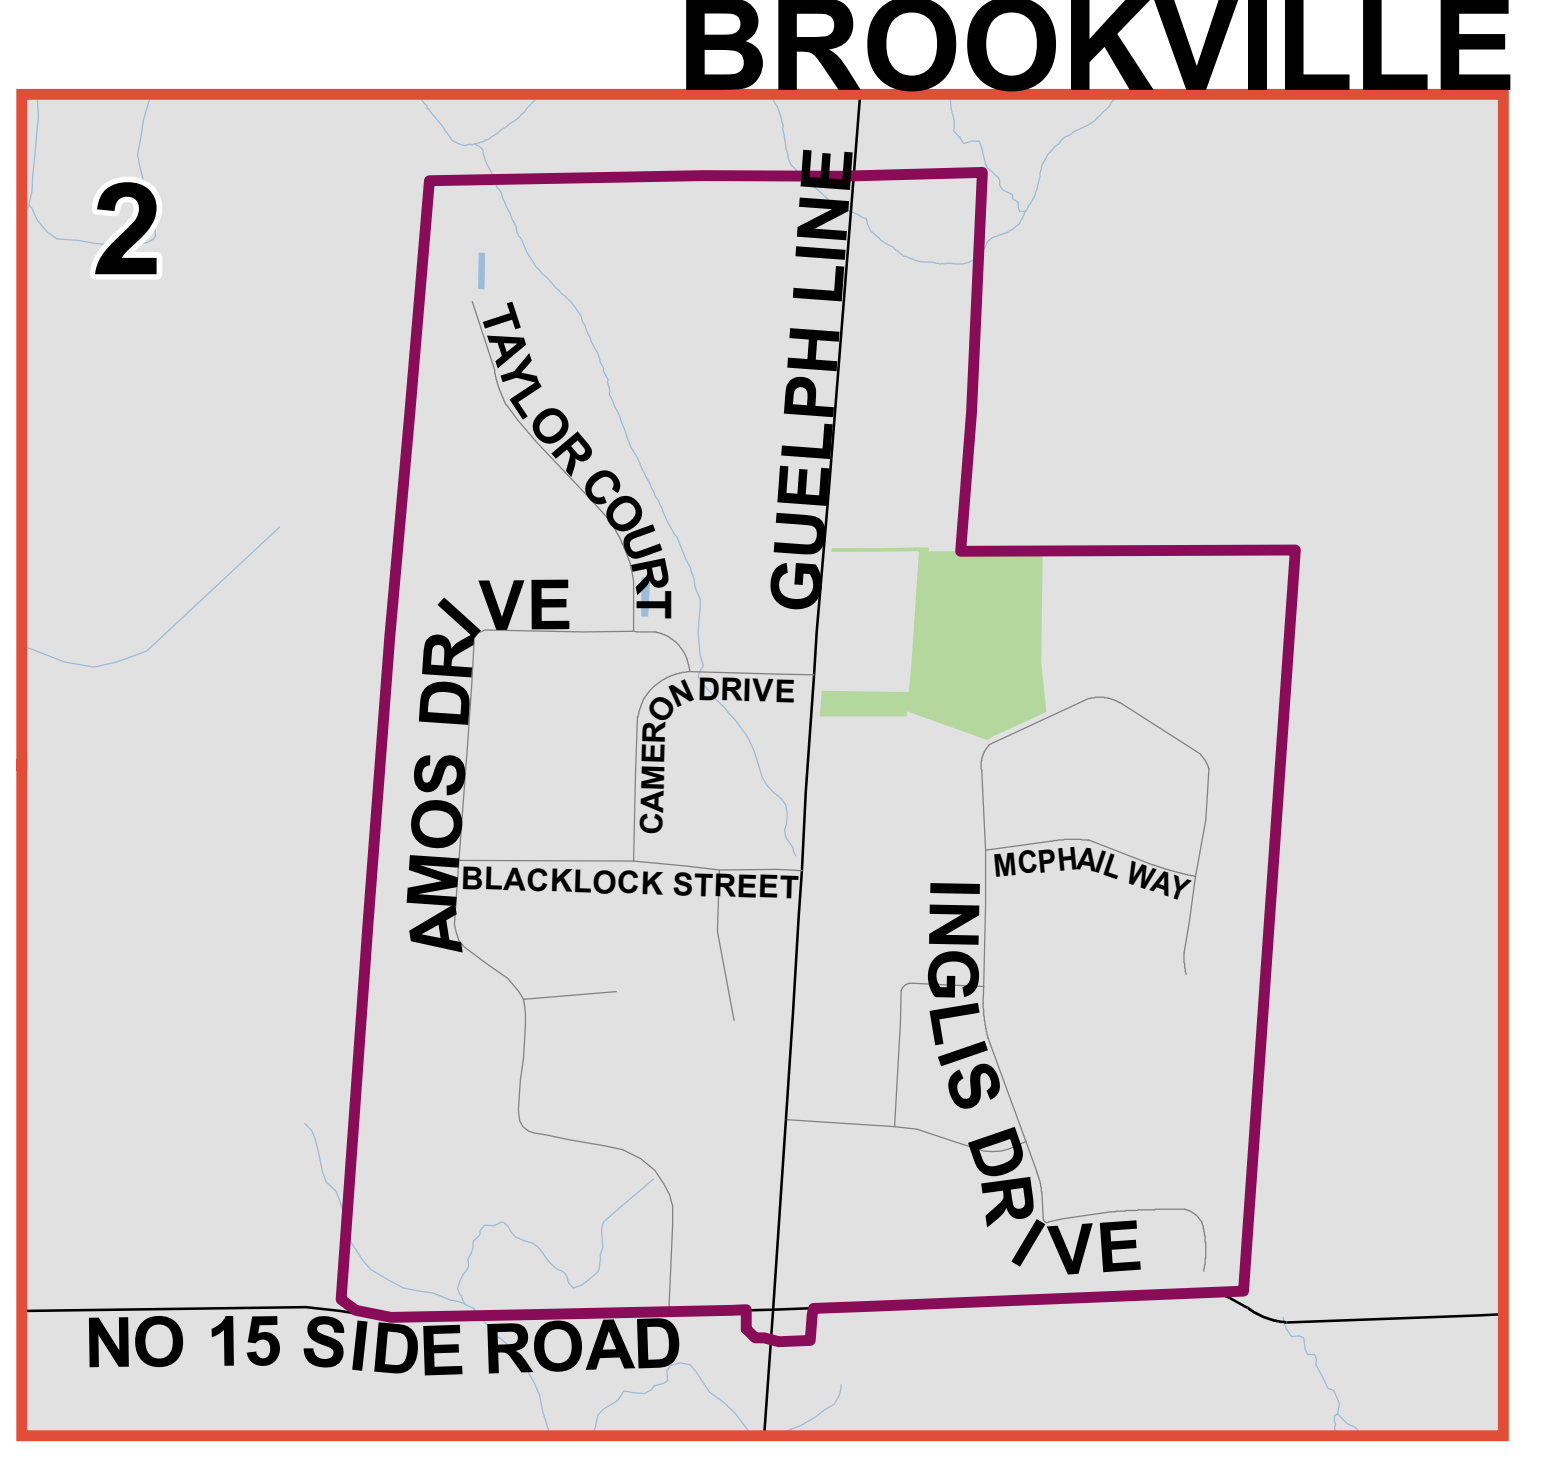 BROOKVILLE
2
GUELPH LINE
TAYLOR COURT
AMOS DRIVE
CAMERON DRIVE
BLACKLOCK STREET
MCPHAIL WAY
INGLIS DRIVE
NO 15 SIDE ROAD